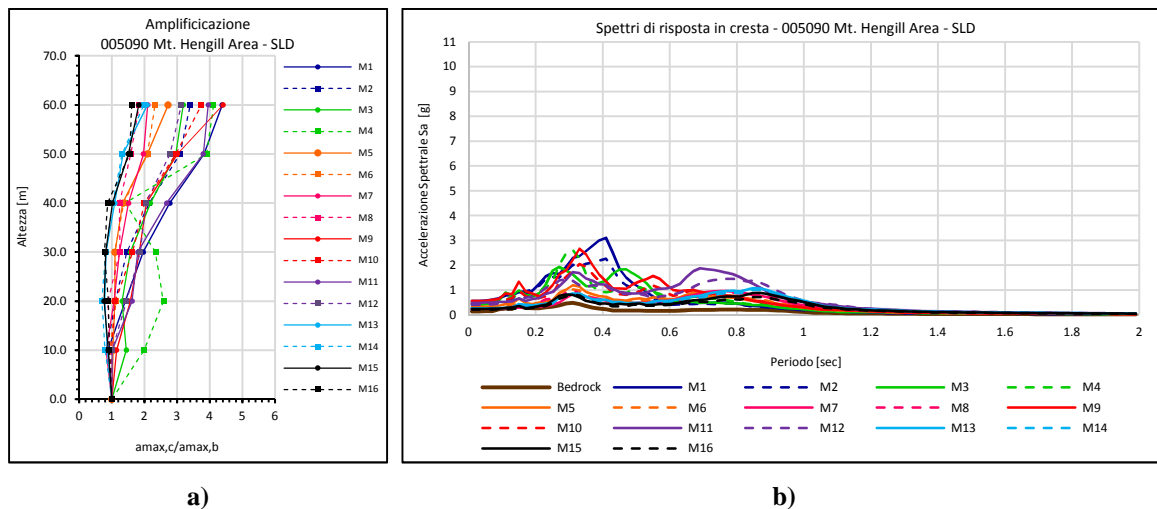 Amplificicazione
005090 Mt. Hengill Area - SLD
70.0
60.0
50.0
40.0
30.0
20.0
10.0
0.0
Altezza [m]
0 1 2 3 4 5 6
amax,c/amax,b
M1
M2
M3
M4
M5
M6
M7
M8
M9
M10
M11
M12
M13
M14
M15
M16
a)
Spettri di risposta in cresta - 005090 Mt. Hengill Area - SLD
11
10
9
8
7
6
5
4
3
2
1
0
Accelerazione Spettrale Sa [g]
0 0.2 0.4 0.6 0.8 1 1.2 1.4 1.6 1.8 2
Periodo [sec]
Bedrock M1 M2 M3 M4
M5 M6 M7 M8 M9
M10 M11 M12 M13 M14
M15 M16
b)